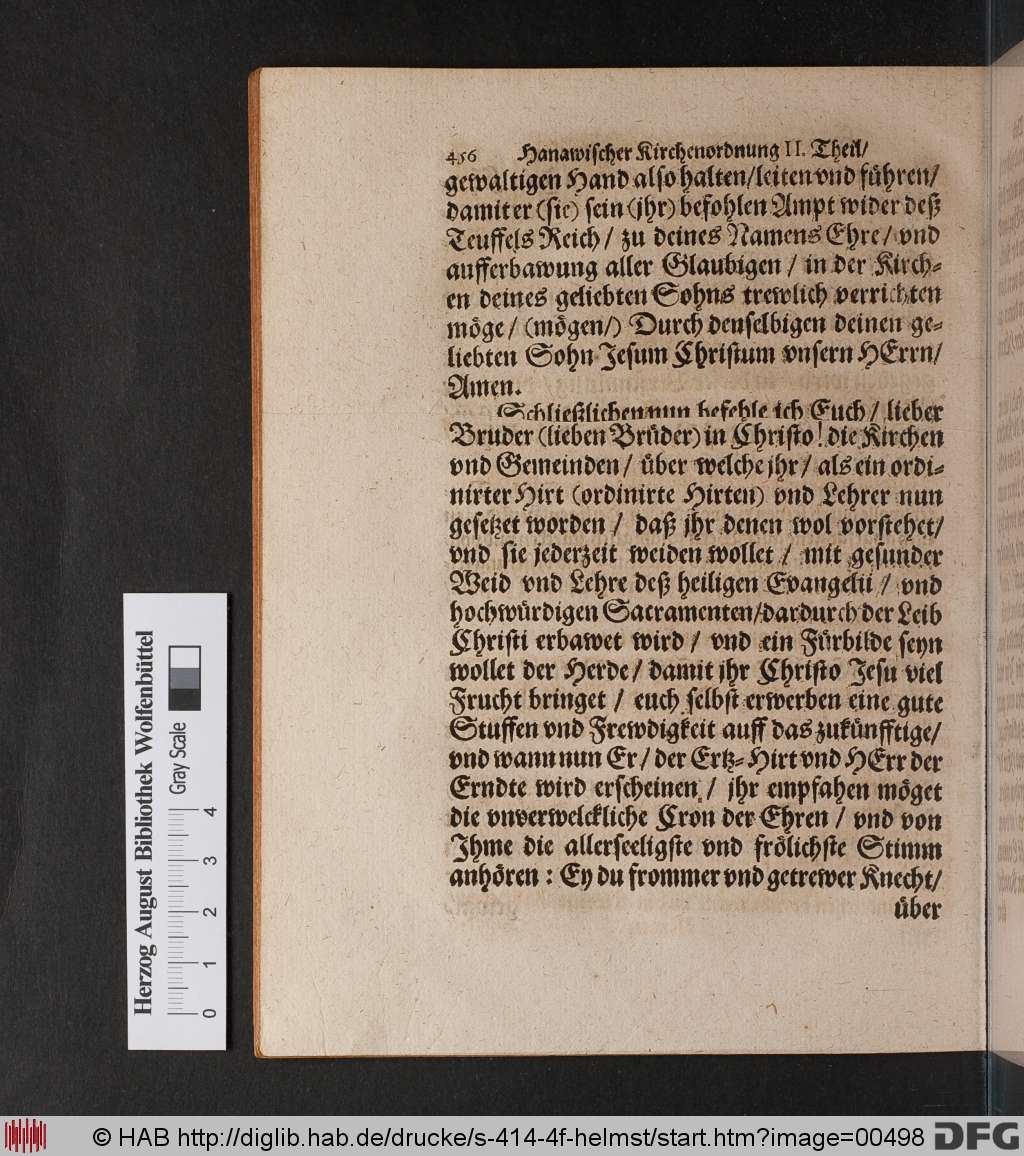 456 Hanawischer Kirchenordnung II. Theil/
gewaltigen Hand also halten/leiten vnd führen/
damit er (sie) sein (jhr) befohlen Ampt wider deß
Teuffels Reich / zu deines Namens Ehre / vnd
aufferbawung aller Glaubigen / in der Kirch=
en deines geliebten Sohns trewlich verrichten
möge / (mögen/) Durch denselbigen deinen ge=
liebten Sohn Jesum Christum vnsern HErrn/
Amen.
Schließlichen nun befehle ich Euch / lieber
Bruder (lieben Brüder) in Christo! die Kirchen
vnd Gemeinden / über welche jhr / als ein ordi=
nirter Hirt (ordinirte Hirten) vnd Lehrer nun
gesetzet worden / daß jhr denen wol vorstehet/
vnd sie jederzeit weiden wollet / mit gesunder
Weid vnd Lehre deß heiligen Evangelii / vnd
hochwürdigen Sacramenten/dardurch der Leib
Christi erbawet wird / vnd ein Fürbilde seyn
wollet der Herde / damit jhr Christo Jesu viel
Frucht bringet / euch selbst erwerben eine gute
Stuffen vnd Frewdigkeit auff das zukünfftige/
vnd wann nun Er / der Ertz=Hirt vnd HErr der
Erndte wird erscheinen / jhr empfahen möget
die vnverwelckliche Cron der Ehren / vnd von
Ihme die allerseeligste vnd frölichste Stimm
anhören : Ey du frommer vnd getrewer Knecht/
über
Herzog August Bibliothek Wolfenbüttel
Gray Scale
0 1 2 3 4
© HAB http://diglib.hab.de/drucke/s-414-4f-helmst/start.htm?image=00498
DFG